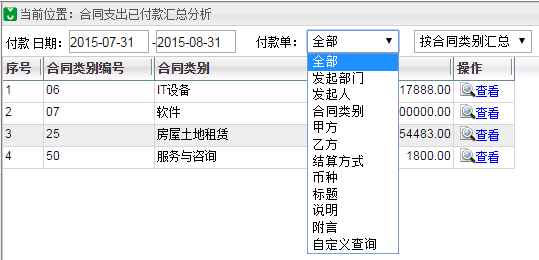 当前位置：合同支出已付款汇总分析
付款日期：2015-07-31 -2015-08-31 付款单：全部 按合同类别汇总
序号 合同类别编号 合同类别 操作
1 06 IT设备 17888.00 查看
2 07 软件 00000.00 查看
3 25 房屋土地租赁 54483.00 查看
4 50 服务与咨询 1800.00 查看
全部
发起部门
发起人
合同类别
甲方
乙方
结算方式
币种
标题
说明
附言
自定义查询